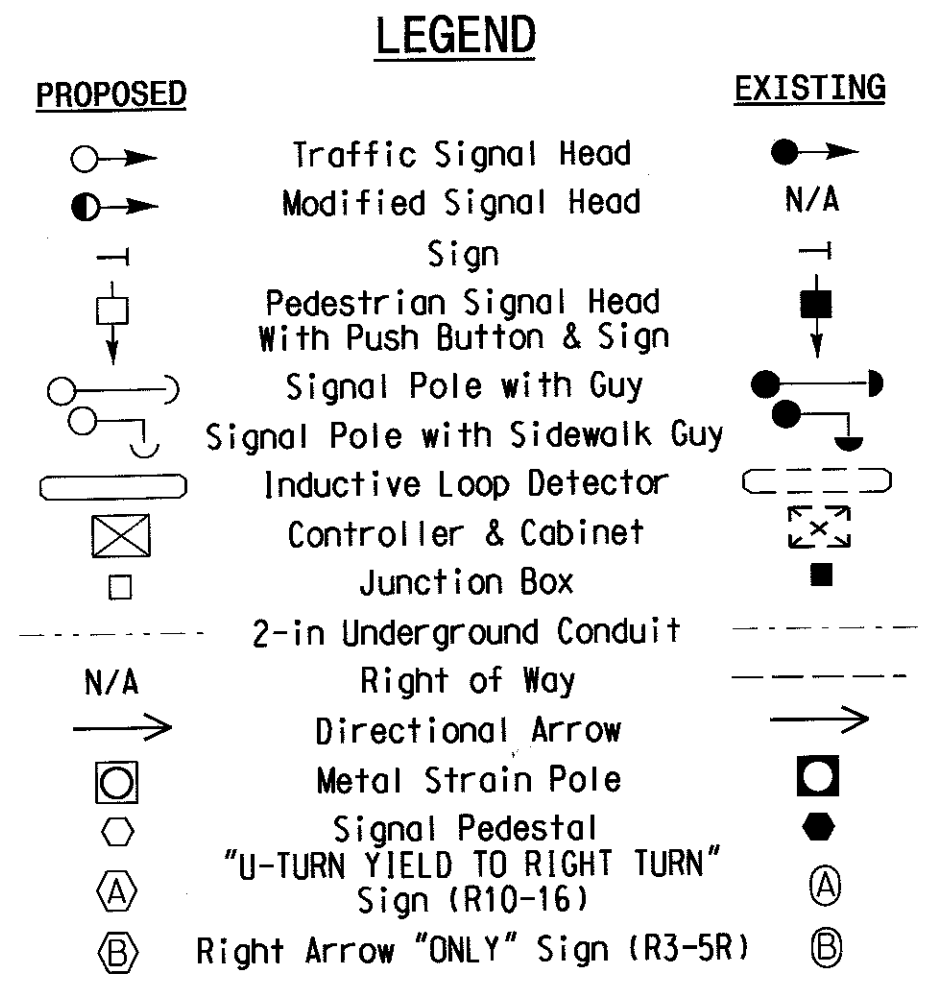 LEGEND
PROPOSED EXISTING
Traffic Signal Head
Modified Signal Head N/A
Sign
Pedestrian Signal Head
With Push Button & Sign
Signal Pole with Guy
Signal Pole with Sidewalk Guy
Inductive Loop Detector
Controller & Cabinet
Junction Box
2-in Underground Conduit
N/A Right of Way
Directional Arrow
Metal Strain Pole
Signal Pedestal
"U-TURN YIELD TO RIGHT TURN"
A Sign (R10-16) A
B Right Arrow "ONLY" Sign (R3-5R) B